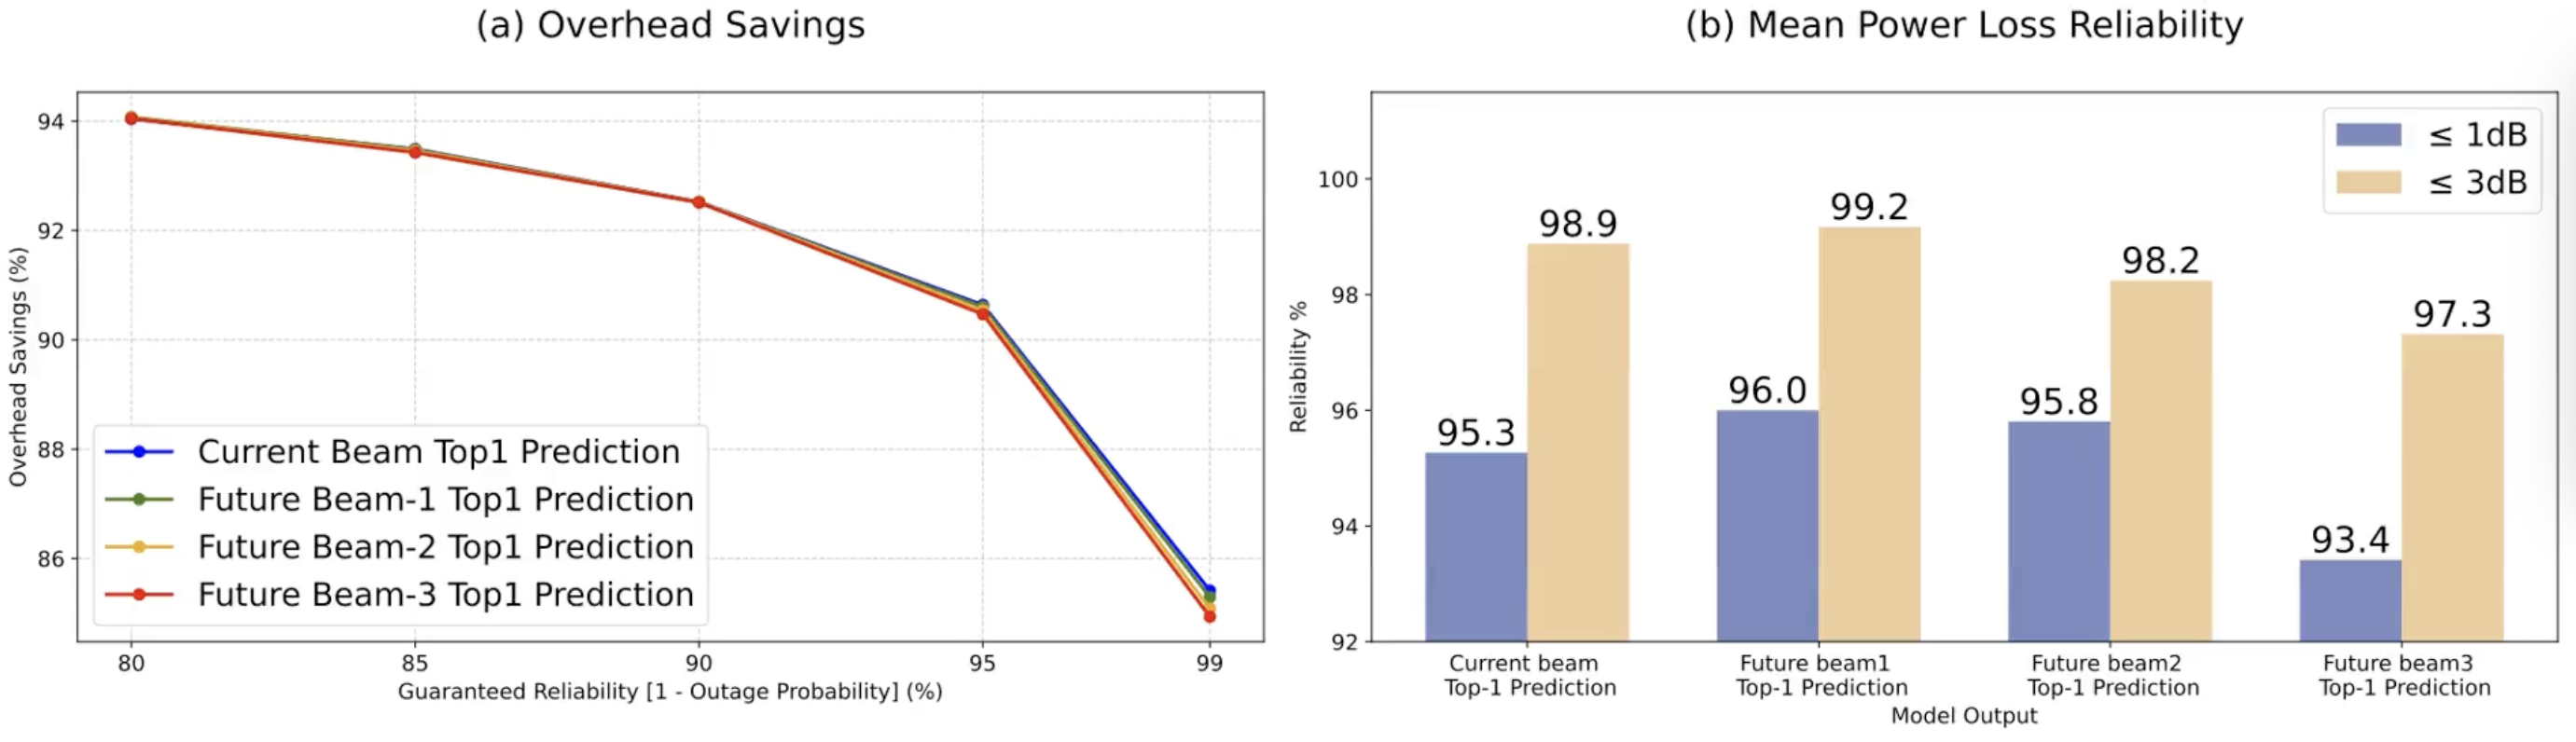 (a) Overhead Savings
Overhead Savings (%)
94
92
90
88
86
Current Beam Top1 Prediction
Future Beam-1 Top1 Prediction
Future Beam-2 Top1 Prediction
Future Beam-3 Top1 Prediction
80 85 90 95 99
Guaranteed Reliability [1 - Outage Probability] (%)
(b) Mean Power Loss Reliability
Reliability %
100
98
96
94
92
≤ 1dB
≤ 3dB
95.3 98.9 96.0 99.2 95.8 98.2 93.4 97.3
Current beam
Top-1 Prediction
Future beam1
Top-1 Prediction
Future beam2
Top-1 Prediction
Future beam3
Top-1 Prediction
Model Output